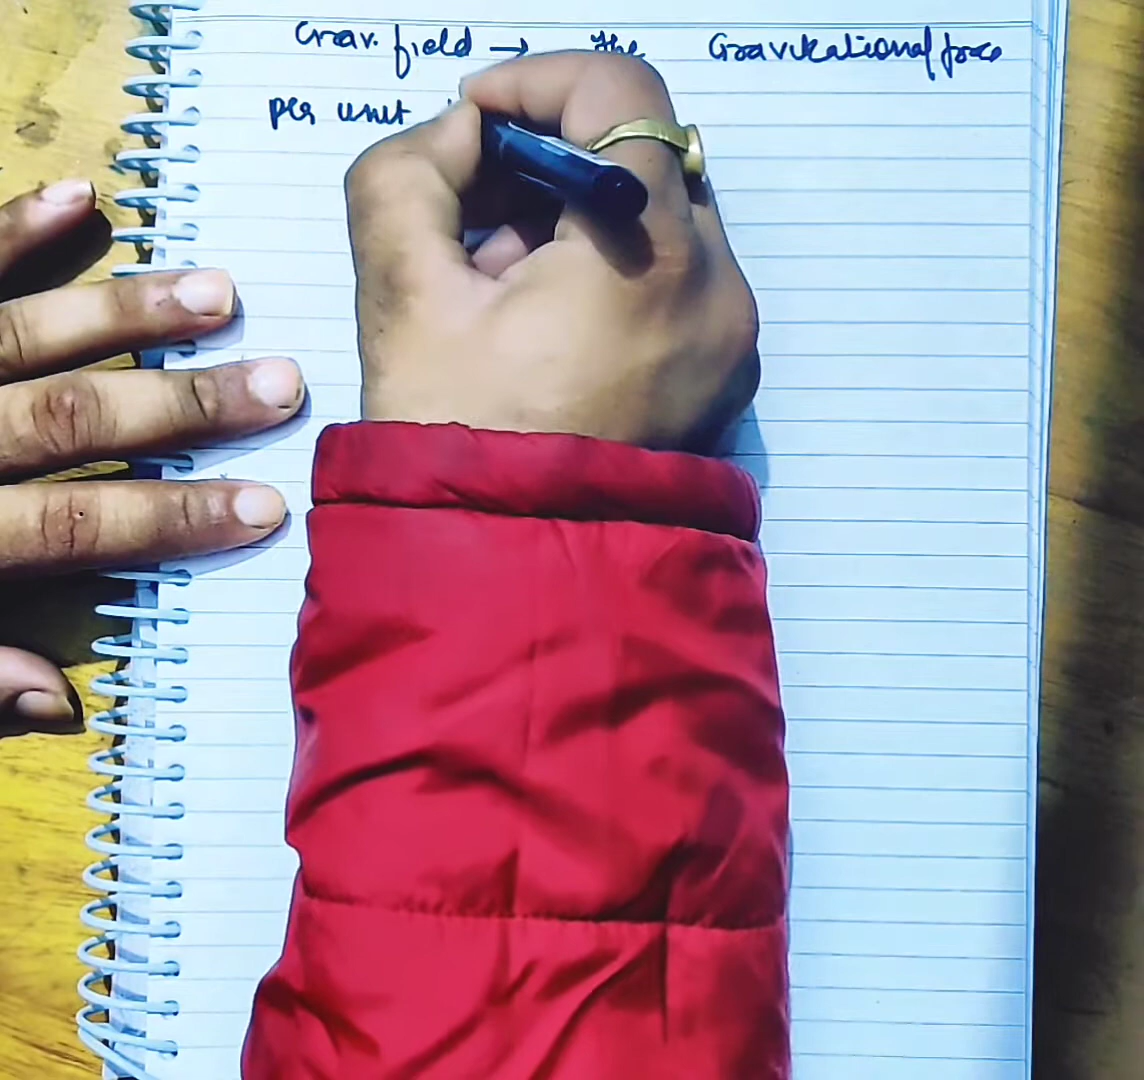 Grav. field → the Gravitational force
per unit